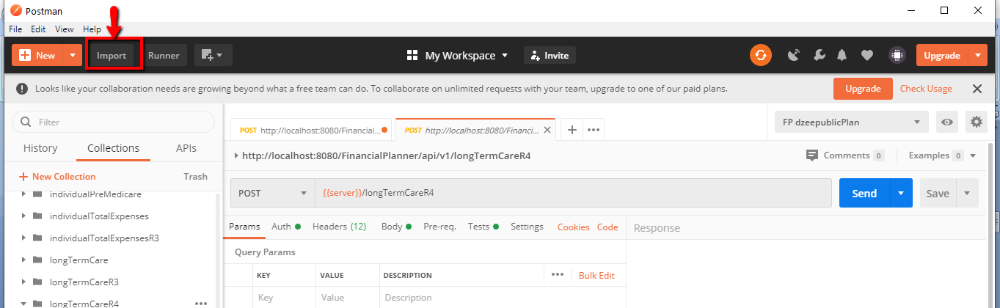 Postman
File Edit View Help
New Import Runner My Workspace Invite Upgrade
Looks like your collaboration needs are growing beyond what a free team can do. To collaborate on unlimited requests with your team, upgrade to one of our paid plans. Upgrade Check Usage
Filter
History Collections APIs
+ New Collection Trash
individualPreMedicare
individualTotalExpenses
individualTotalExpensesR3
longTermCare
longTermCareR3
longTermCareR4
POST http://localhost:8080/Financial... POST http://localhost:8080/Financi... FP dzeepublicPlan
http://localhost:8080/FinancialPlanner/api/v1/longTermCareR4 Comments 0 Examples 0
POST {{server}}/longTermCareR4 Send Save
Params Auth Headers (12) Body Pre-req. Tests Settings Cookies Code Response
Query Params
KEY VALUE DESCRIPTION Bulk Edit
Key Value Description